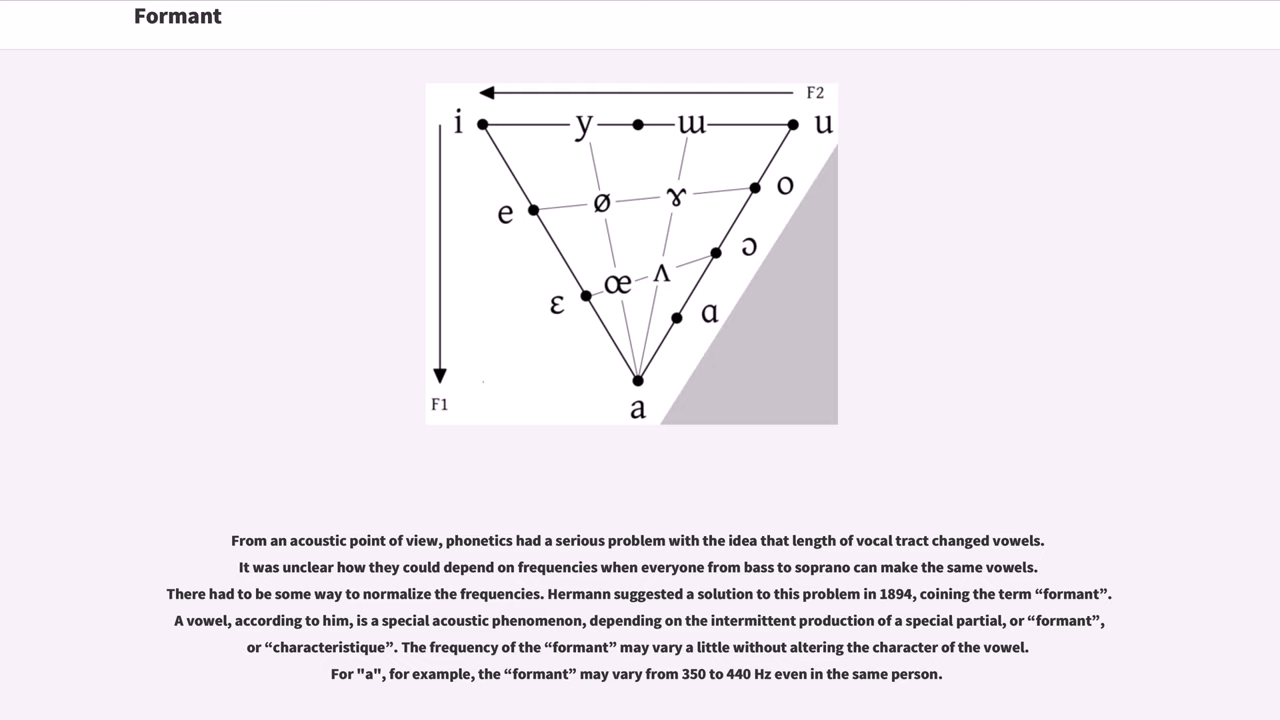 Formant
F2
i y ɯ u
e ø ɤ o
ɛ œ ʌ ɔ
ɑ
a
F1
From an acoustic point of view, phonetics had a serious problem with the idea that length of vocal tract changed vowels.
It was unclear how they could depend on frequencies when everyone from bass to soprano can make the same vowels.
There had to be some way to normalize the frequencies. Hermann suggested a solution to this problem in 1894, coining the term “formant”.
A vowel, according to him, is a special acoustic phenomenon, depending on the intermittent production of a special partial, or “formant”,
or “characteristique”. The frequency of the “formant” may vary a little without altering the character of the vowel.
For "a", for example, the “formant” may vary from 350 to 440 Hz even in the same person.